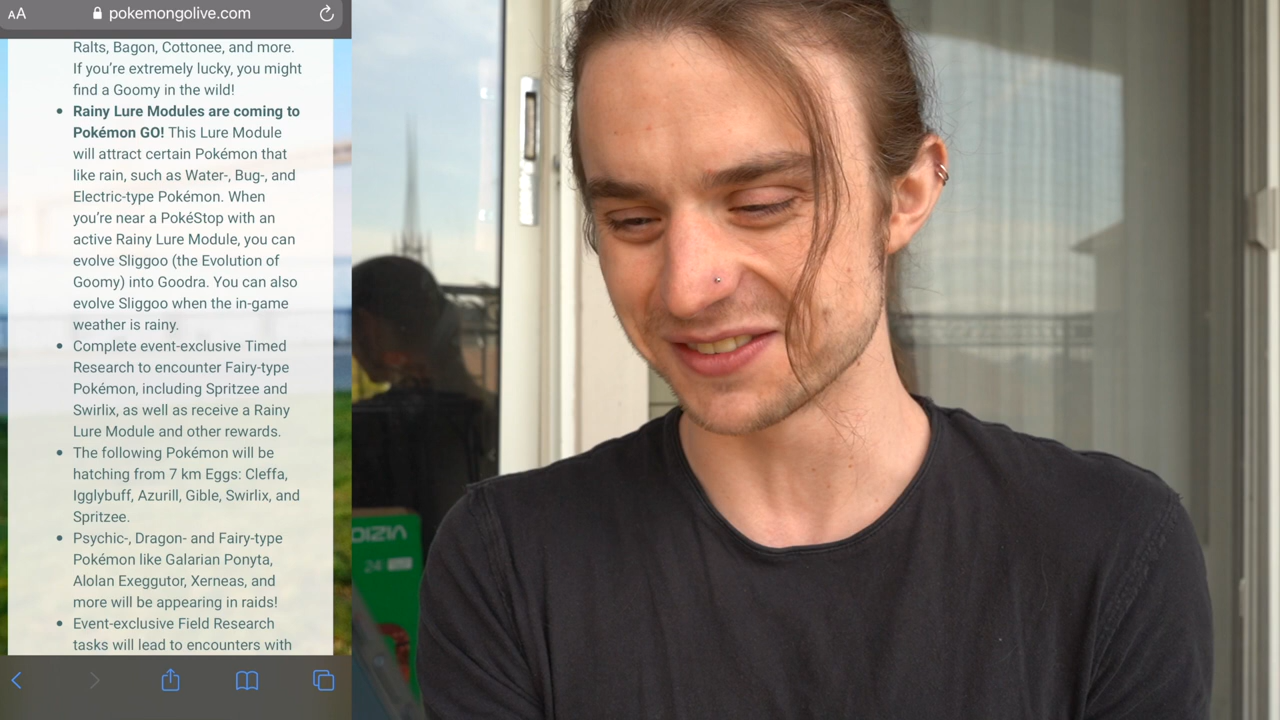 AA
pokemongolive.com
Ralts, Bagon, Cottonee, and more.
If you’re extremely lucky, you might
find a Goomy in the wild!
• Rainy Lure Modules are coming to
Pokémon GO! This Lure Module
will attract certain Pokémon that
like rain, such as Water-, Bug-, and
Electric-type Pokémon. When
you’re near a PokéStop with an
active Rainy Lure Module, you can
evolve Sliggoo (the Evolution of
Goomy) into Goodra. You can also
evolve Sliggoo when the in-game
weather is rainy.
• Complete event-exclusive Timed
Research to encounter Fairy-type
Pokémon, including Spritzee and
Swirlix, as well as receive a Rainy
Lure Module and other rewards.
• The following Pokémon will be
hatching from 7 km Eggs: Cleffa,
Igglybuff, Azurill, Gible, Swirlix, and
Spritzee.
• Psychic-, Dragon- and Fairy-type
Pokémon like Galarian Ponyta,
Alolan Exeggutor, Xerneas, and
more will be appearing in raids!
• Event-exclusive Field Research
tasks will lead to encounters with
24